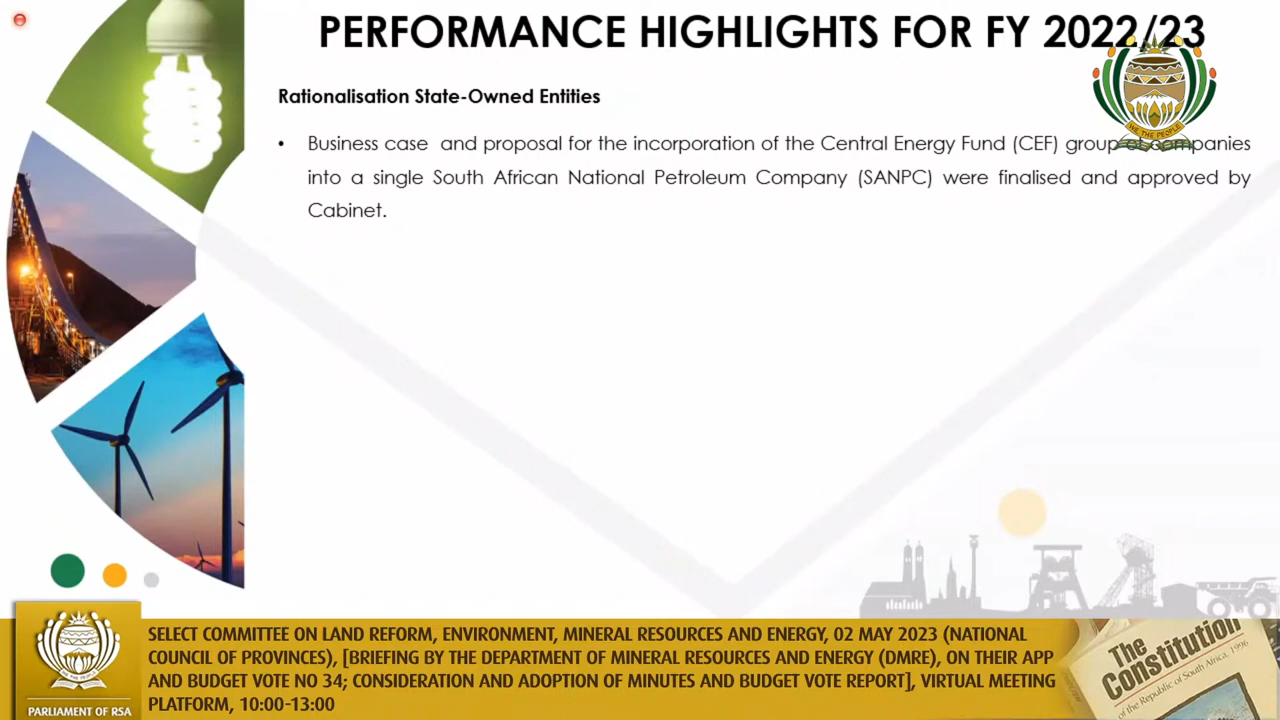 PERFORMANCE HIGHLIGHTS FOR FY 2022/23
Rationalisation State-Owned Entities
• Business case and proposal for the incorporation of the Central Energy Fund (CEF) group of companies
into a single South African National Petroleum Company (SANPC) were finalised and approved by
Cabinet.
WE THE PEOPLE
SELECT COMMITTEE ON LAND REFORM, ENVIRONMENT, MINERAL RESOURCES AND ENERGY, 02 MAY 2023 (NATIONAL
COUNCIL OF PROVINCES), [BRIEFING BY THE DEPARTMENT OF MINERAL RESOURCES AND ENERGY (DMRE), ON THEIR APP
AND BUDGET VOTE NO 34; CONSIDERATION AND ADOPTION OF MINUTES AND BUDGET VOTE REPORT], VIRTUAL MEETING
PLATFORM, 10:00-13:00
PARLIAMENT OF RSA
The
Constitution
of the Republic of South Africa, 1996